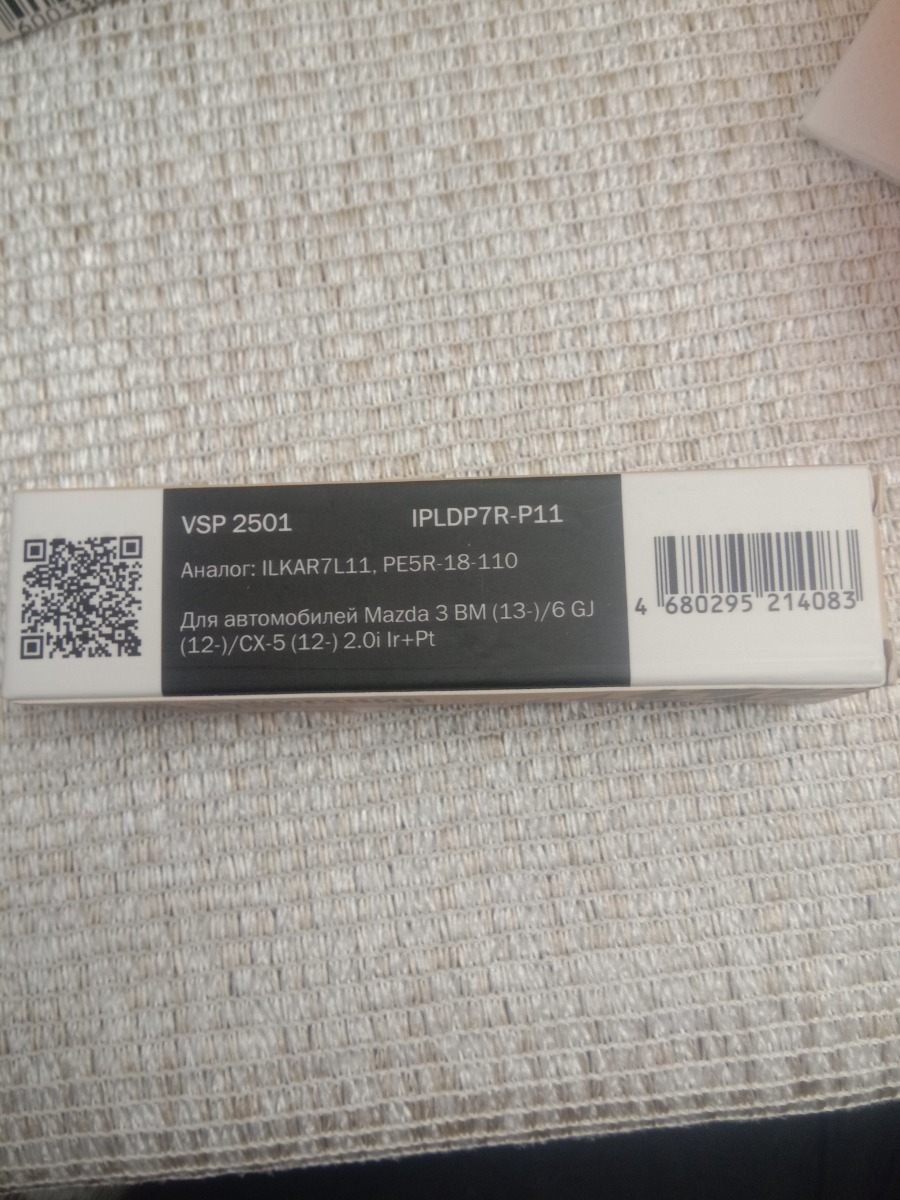 VSP 2501 IPLDP7R-P11
Аналог: ILKAR7L11, PE5R-18-110
Для автомобилей Mazda 3 BM (13-)/6 GJ
(12-)/CX-5 (12-) 2.0i Ir+Pt
4 680295 214083